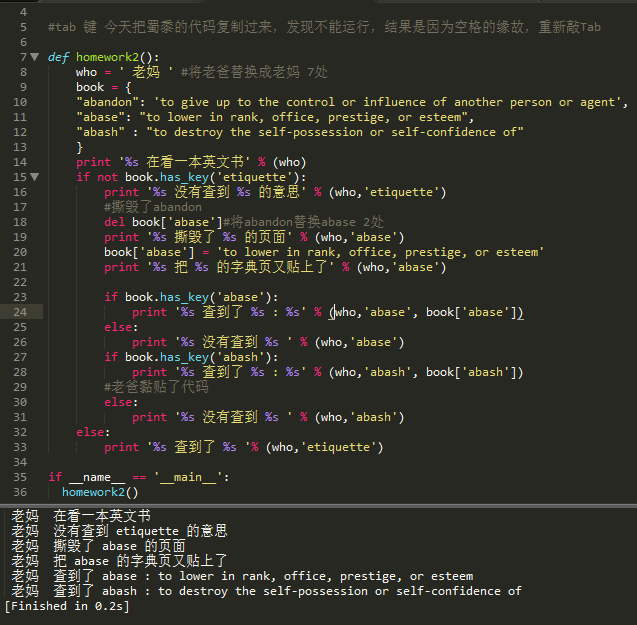 4
5 #tab 键 今天把蜀黍的代码复制过来，发现不能运行，结果是因为空格的缘故，重新敲Tab
6
7 def homework2():
8 who = ' 老妈 ' #将老爸替换成老妈 7处
9 book = {
10 "abandon": 'to give up to the control or influence of another person or agent',
11 "abase": "to lower in rank, office, prestige, or esteem",
12 "abash" : "to destroy the self-possession or self-confidence of"
13 }
14 print '%s 在看一本英文书' % (who)
15 if not book.has_key('etiquette'):
16 print '%s 没有查到 %s 的意思' % (who,'etiquette')
17 #撕毁了abandon
18 del book['abase']#将abandon替换abase 2处
19 print '%s 撕毁了 %s 的页面' % (who,'abase')
20 book['abase'] = 'to lower in rank, office, prestige, or esteem'
21 print '%s 把 %s 的字典页又贴上了' % (who,'abase')
22
23 if book.has_key('abase'):
24 print '%s 查到了 %s : %s' % (who,'abase', book['abase'])
25 else:
26 print '%s 没有查到 %s ' % (who,'abase')
27 if book.has_key('abash'):
28 print '%s 查到了 %s : %s' % (who,'abash', book['abash'])
29 #老爸黏贴了代码
30 else:
31 print '%s 没有查到 %s ' % (who,'abash')
32 else:
33 print '%s 查到了 %s '% (who,'etiquette')
34
35 if __name__ == '__main__':
36 homework2()
老妈 在看一本英文书
老妈 没有查到 etiquette 的意思
老妈 撕毁了 abase 的页面
老妈 把 abase 的字典页又贴上了
老妈 查到了 abase : to lower in rank, office, prestige, or esteem
老妈 查到了 abash : to destroy the self-possession or self-confidence of
[Finished in 0.2s]